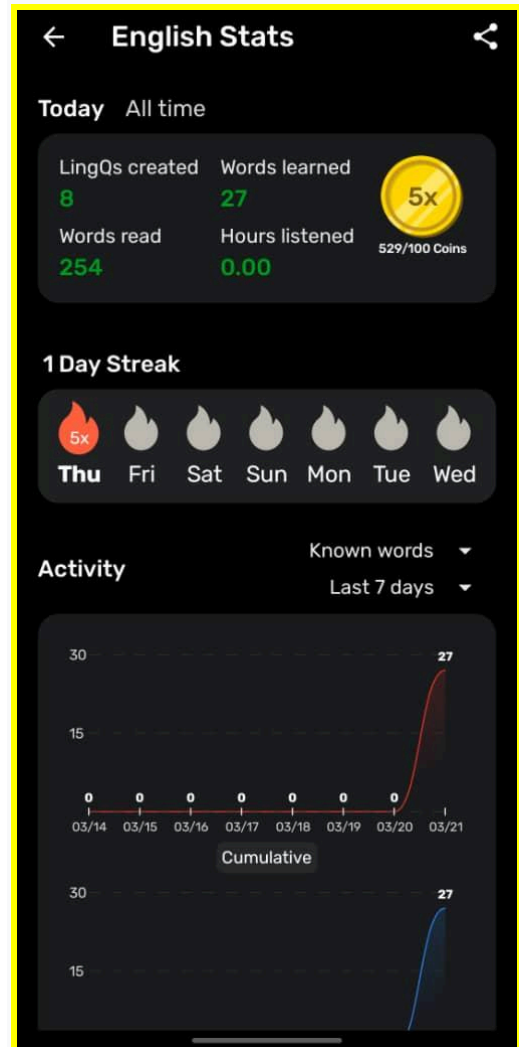 English Stats
Today All time
LingQs created Words learned
8 27
5x
Words read Hours listened
254 0.00
529/100 Coins
1 Day Streak
5x
Thu Fri Sat Sun Mon Tue Wed
Known words
Activity
Last 7 days
30
27
15
0 0 0 0 0 0 0
03/14 03/15 03/16 03/17 03/18 03/19 03/20 03/21
Cumulative
30
27
15